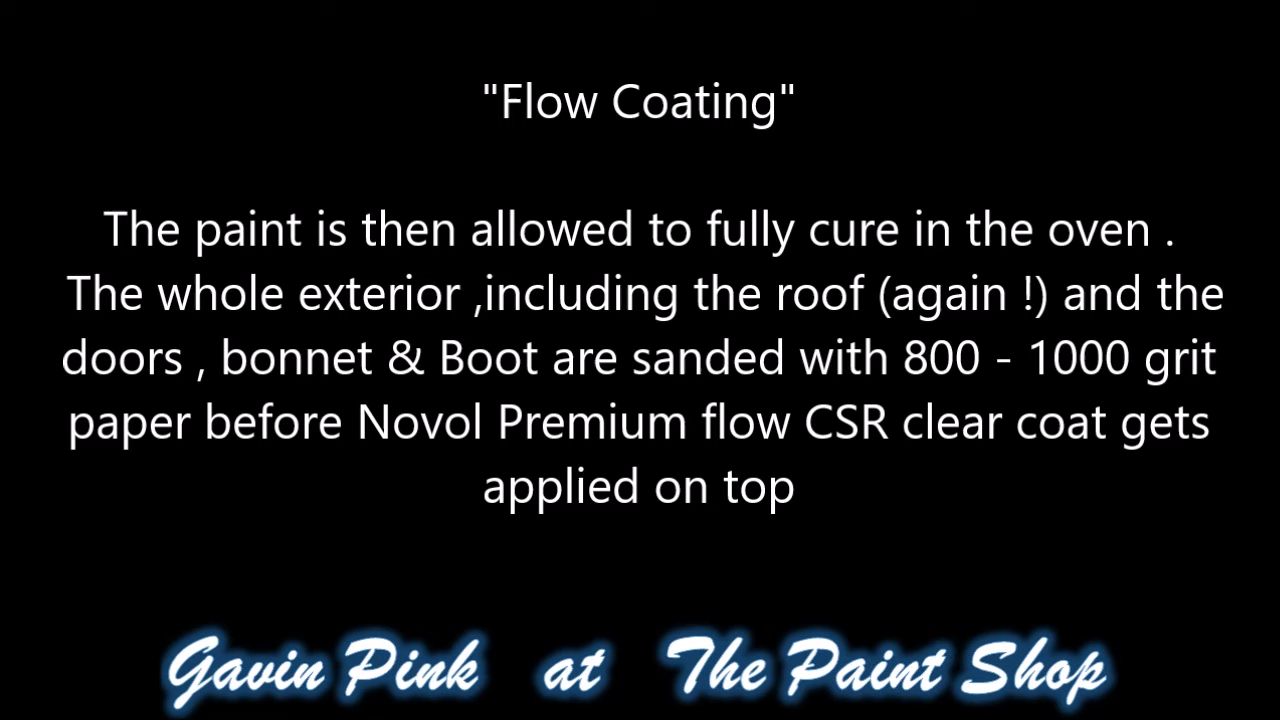 "Flow Coating"
The paint is then allowed to fully cure in the oven .
The whole exterior ,including the roof (again !) and the
doors , bonnet & Boot are sanded with 800 - 1000 grit
paper before Novol Premium flow CSR clear coat gets
applied on top
Gavin Pink at The Paint Shop